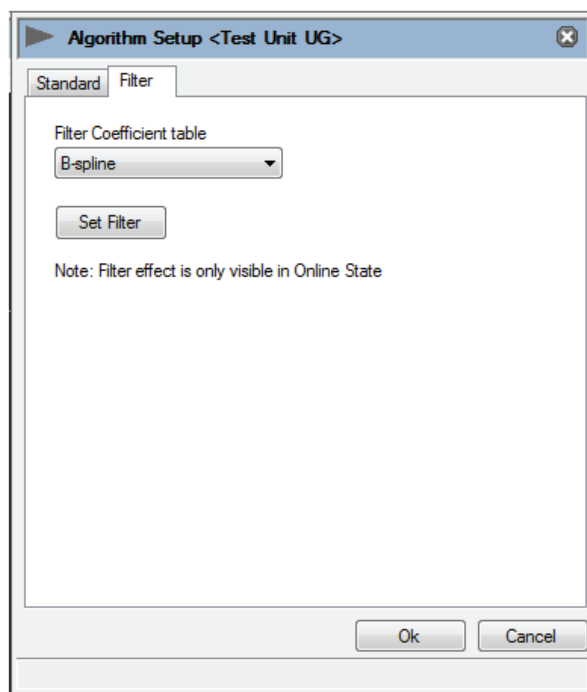 Algorithm Setup <Test Unit UG>
Standard
Filter
Filter Coefficient table
B-spline
Set Filter
Note: Filter effect is only visible in Online State
Ok
Cancel